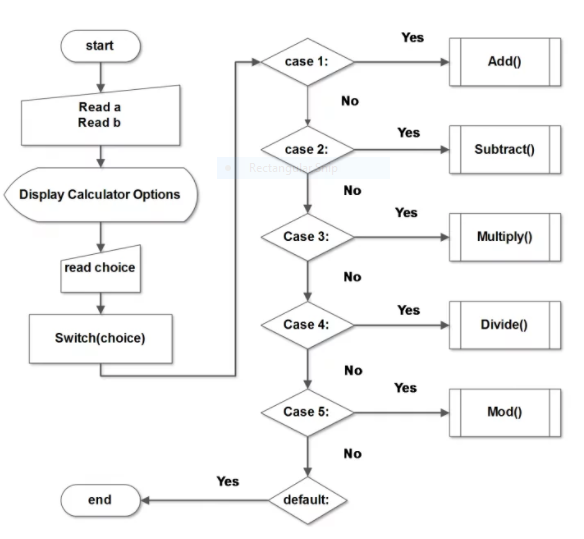 start
Read a
Read b
Display Calculator Options
read choice
Switch(choice)
case 1:
Yes
Add()
No
case 2:
Yes
Subtract()
Rectangular Snip
No
Case 3:
Yes
Multiply()
No
Case 4:
Yes
Divide()
No
Case 5:
Yes
Mod()
No
default:
Yes
end